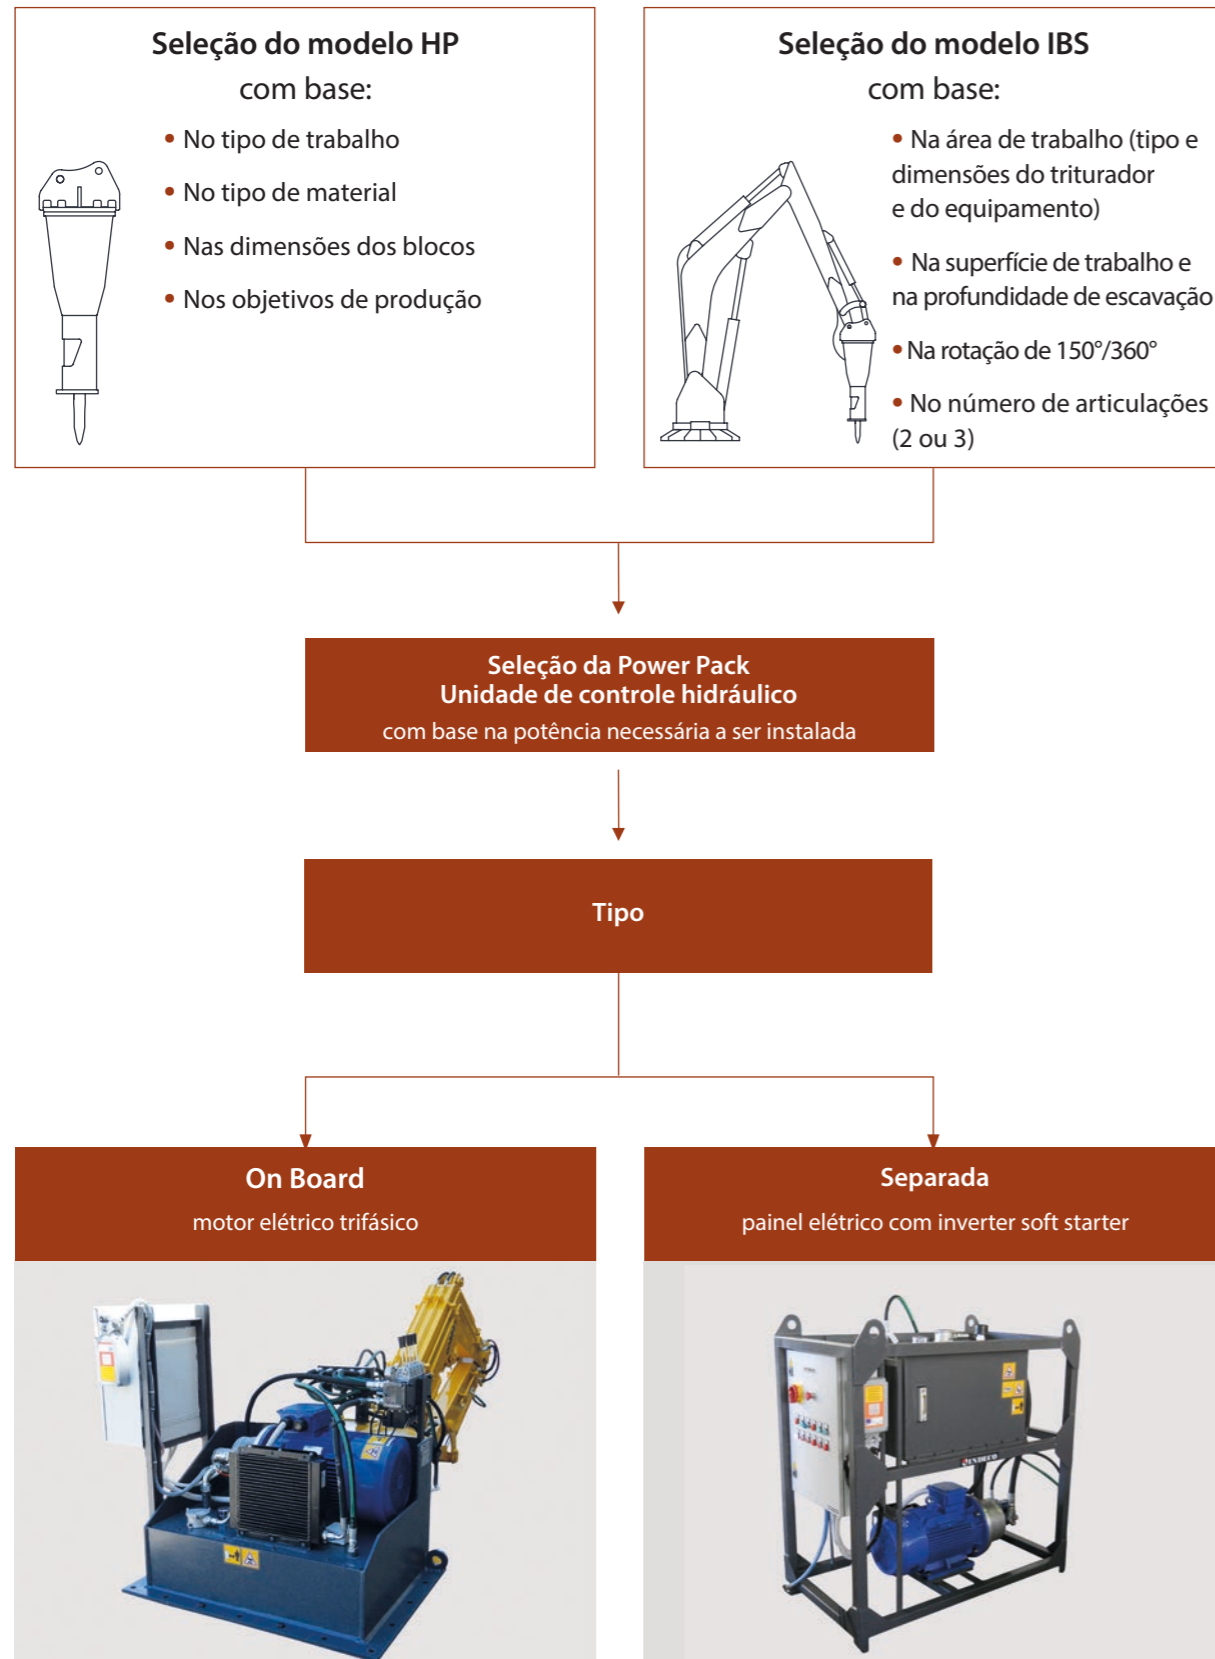 Seleção do modelo HP
com base:
• No tipo de trabalho
• No tipo de material
• Nas dimensões dos blocos
• Nos objetivos de produção
Seleção do modelo IBS
com base:
• Na área de trabalho (tipo e
dimensões do triturador
e do equipamento)
• Na superfície de trabalho e
na profundidade de escavação
• Na rotação de 150°/360°
• No número de articulações
(2 ou 3)
Seleção da Power Pack
Unidade de controle hidráulico
com base na potência necessária a ser instalada
Tipo
On Board
motor elétrico trifásico
Separada
painel elétrico com inverter soft starter
INDECO